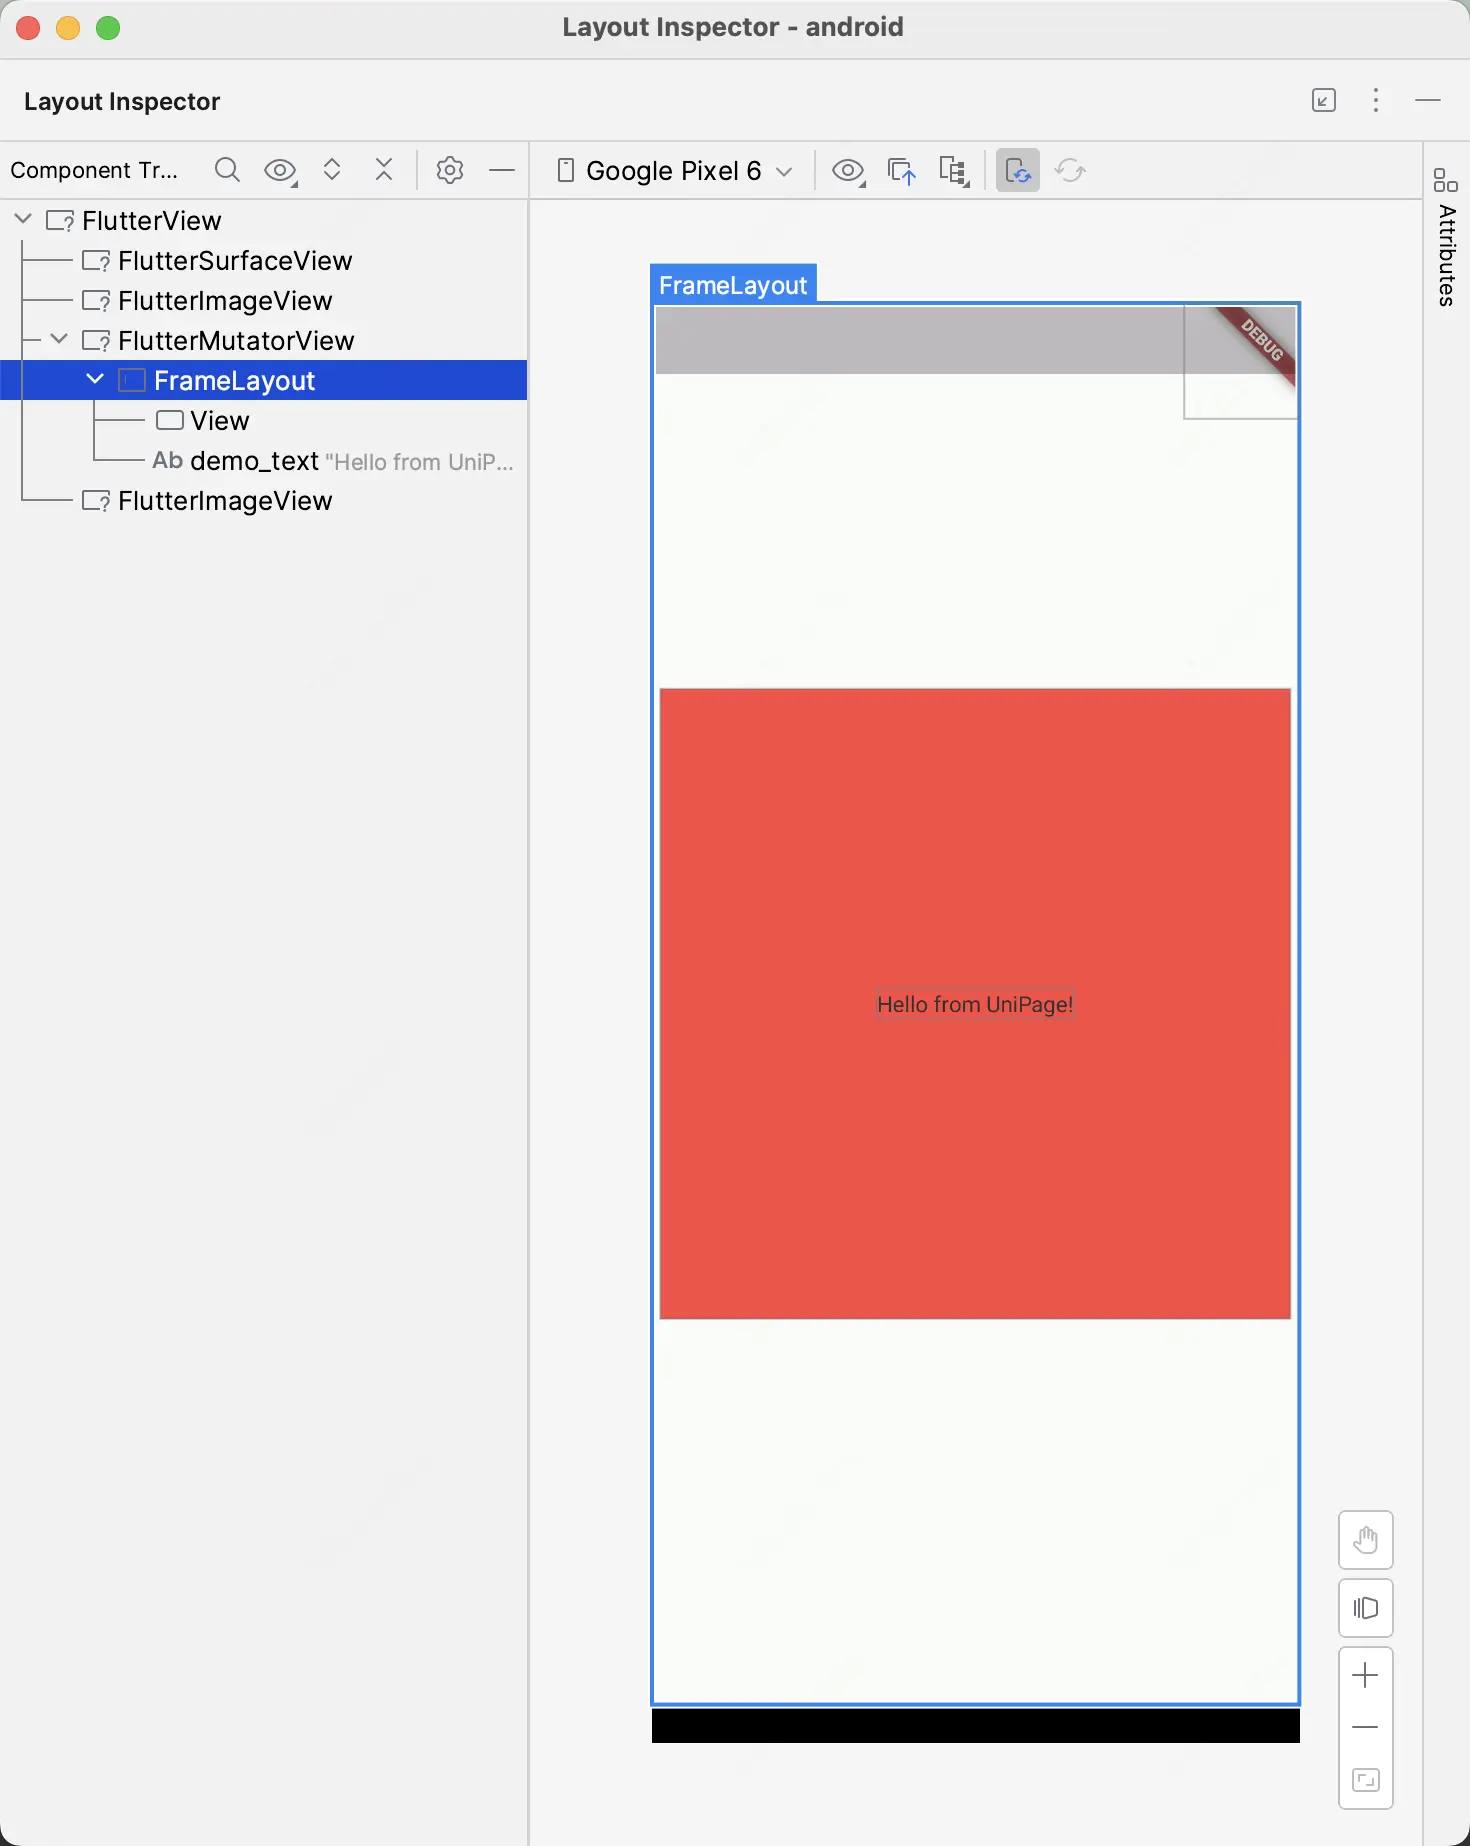 Layout Inspector - android
Layout Inspector
Component Tr...
Google Pixel 6
Attributes
FlutterView
FlutterSurfaceView
FlutterImageView
FlutterMutatorView
FrameLayout
View
Ab demo_text "Hello from UniP...
FlutterImageView
FrameLayout
DEBUG
Hello from UniPage!